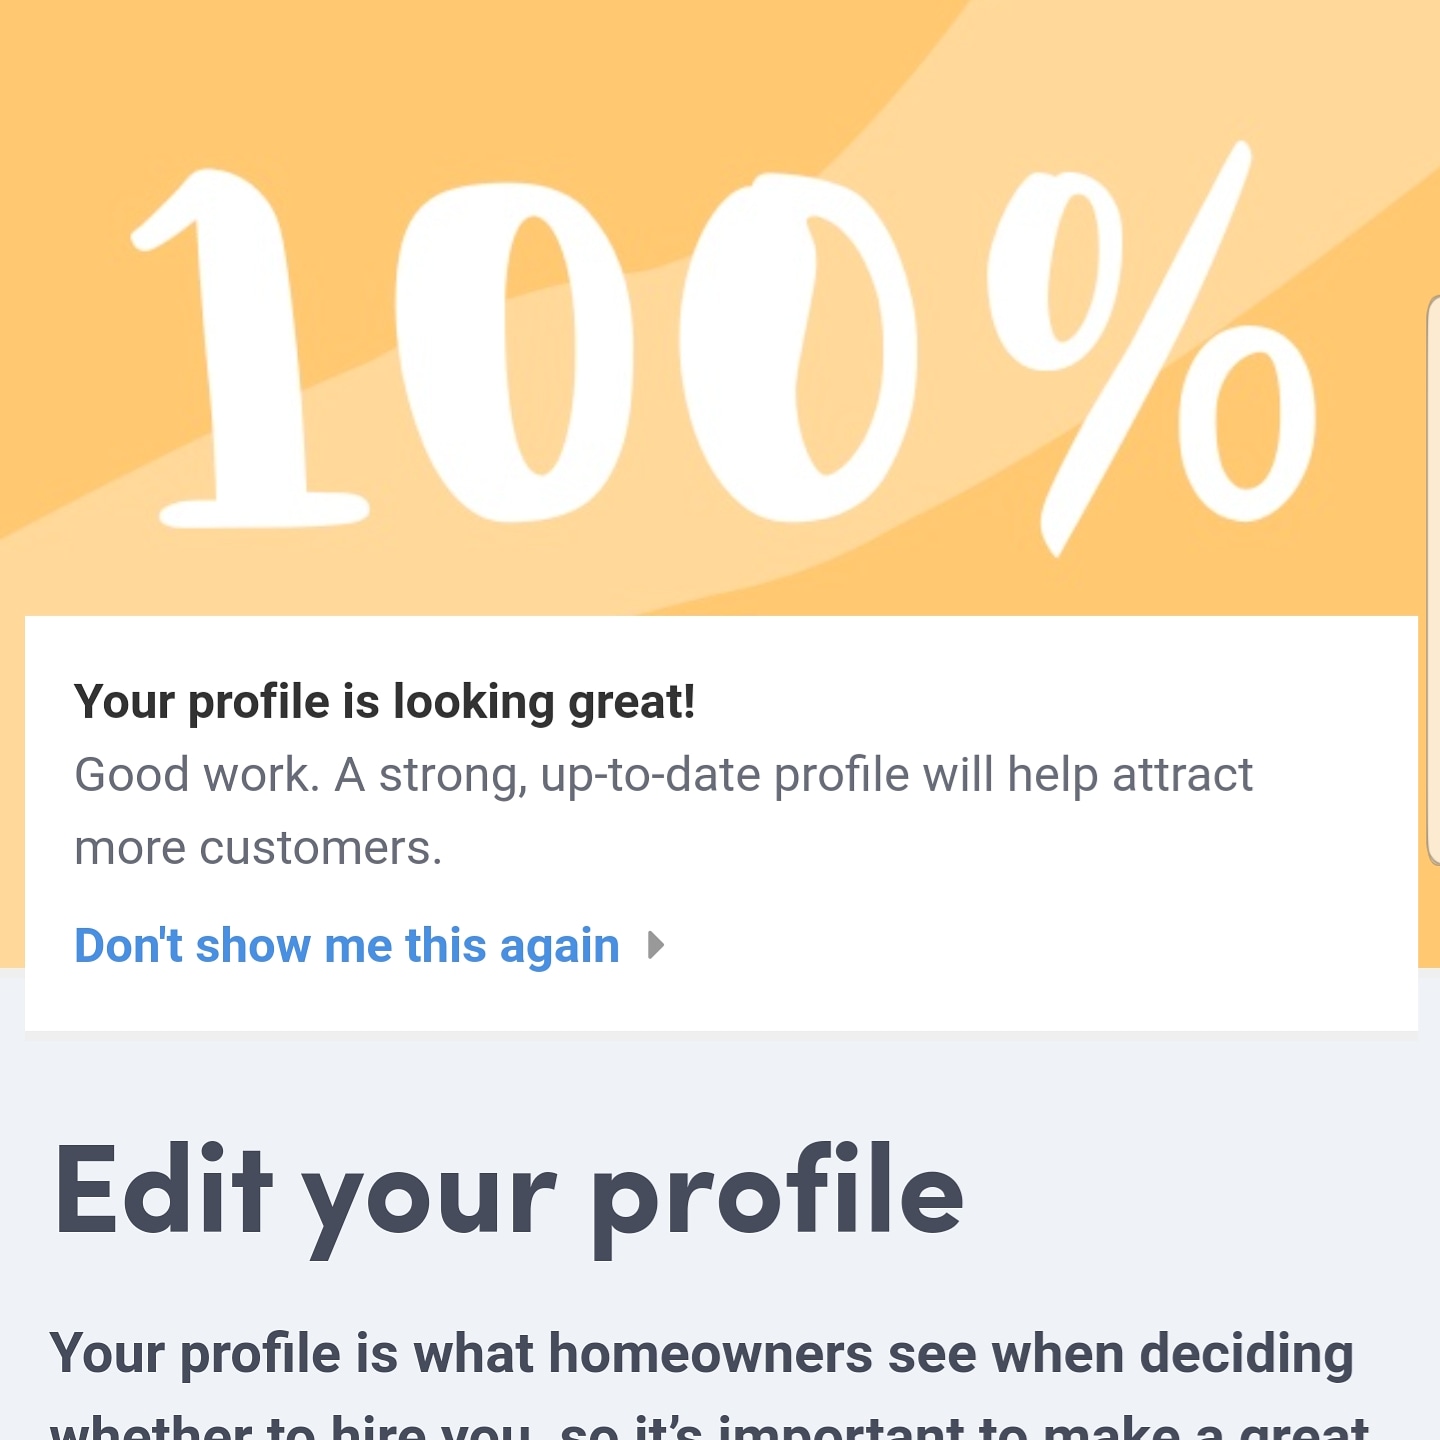 100%
Your profile is looking great!
Good work. A strong, up-to-date profile will help attract
more customers.
Don't show me this again
Edit your profile
Your profile is what homeowners see when deciding
whether to hire you, so it’s important to make a great